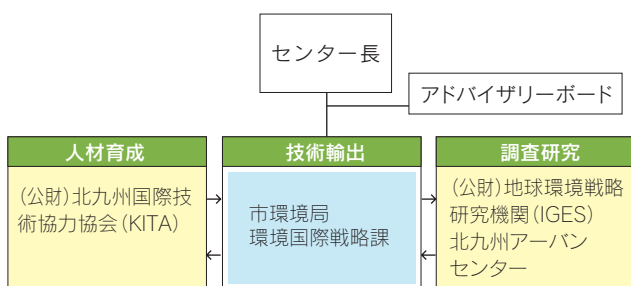 センター長
アドバイザリーボード
人材育成
(公財)北九州国際技
術協力協会(KITA)
技術輸出
市環境局
環境国際戦略課
調査研究
(公財)地球環境戦略
研究機関(IGES)
北九州アーバン
センター